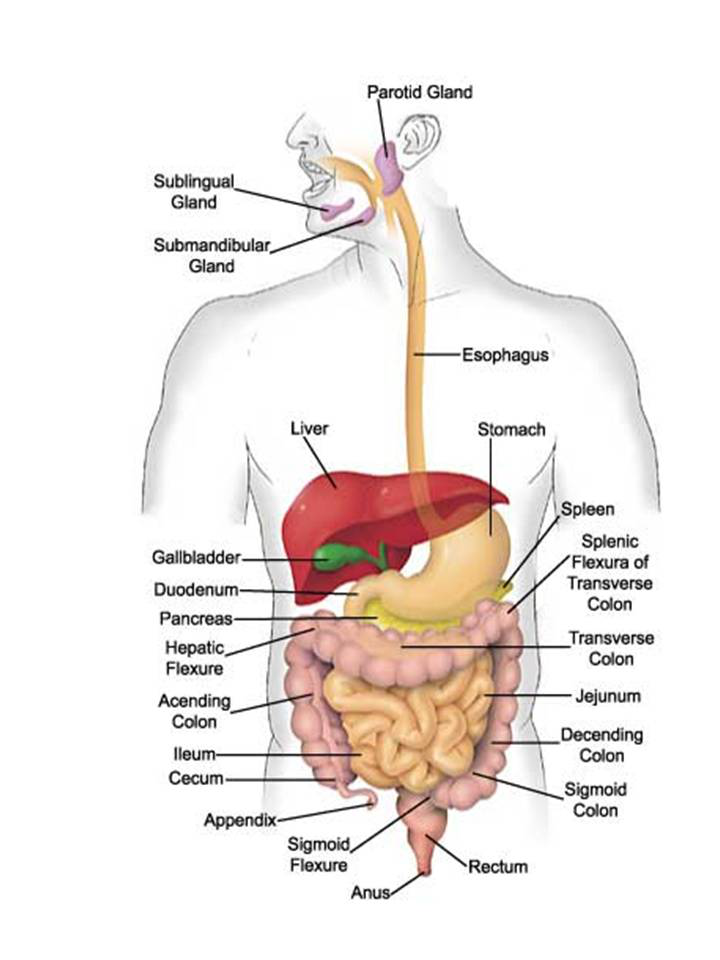 Parotid Gland
Sublingual
Gland
Submandibular
Gland
Esophagus
Liver
Stomach
Spleen
Splenic
Flexura of
Transverse
Colon
Gallbladder
Duodenum
Pancreas
Hepatic
Flexure
Transverse
Colon
Acending
Colon
Jejunum
Ileum
Decending
Colon
Cecum
Sigmoid
Colon
Appendix
Sigmoid
Flexure
Rectum
Anus